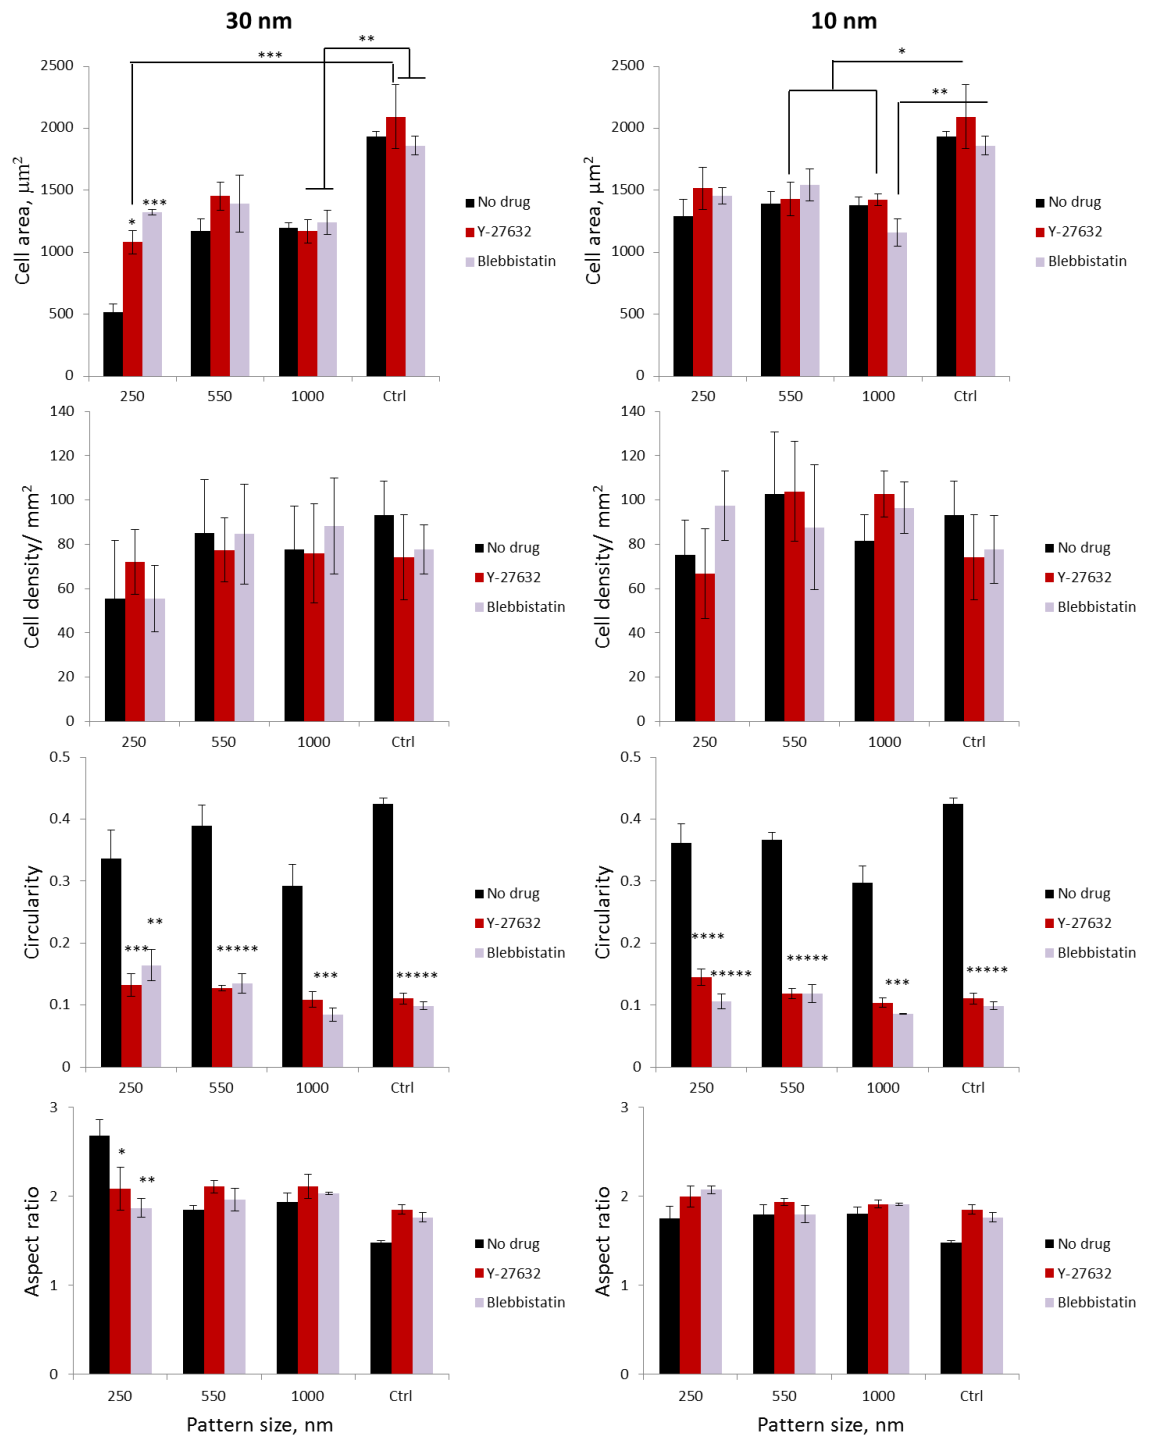 30 nm
10 nm
**
***
2500
2000
1500
1000
500
0
Cell area, μm2
*
***
250
550
1000
Ctrl
No drug
Y-27632
Blebbistatin
*
**
2500
2000
1500
1000
500
0
Cell area, μm2
250
550
1000
Ctrl
No drug
Y-27632
Blebbistatin
140
120
100
80
60
40
20
0
Cell density/ mm2
250
550
1000
Ctrl
No drug
Y-27632
Blebbistatin
140
120
100
80
60
40
20
0
Cell density/ mm2
250
550
1000
Ctrl
No drug
Y-27632
Blebbistatin
0.5
0.4
0.3
0.2
0.1
0
Circularity
***
**
*****
***
*****
250
550
1000
Ctrl
No drug
Y-27632
Blebbistatin
0.5
0.4
0.3
0.2
0.1
0
Circularity
****
*****
*****
***
*****
250
550
1000
Ctrl
No drug
Y-27632
Blebbistatin
3
2
1
0
Aspect ratio
*
**
250
550
1000
Ctrl
Pattern size, nm
No drug
Y-27632
Blebbistatin
3
2
1
0
Aspect ratio
250
550
1000
Ctrl
Pattern size, nm
No drug
Y-27632
Blebbistatin